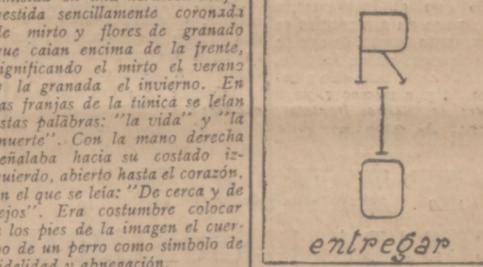 vestida sencillamente coronada
de mirto y flores de granado
que caian encima de la frente,
significando el mirto el verano
la granada el invierno. En
las franjas de la túnica se leían
estas palàbras: "la vida" y "la
muerte". Con la mano derecha
señalaba hacia su costado iz-
quierdo, abierto hasta el corazón,
en el que se leía: "De cerca y de
lejos". Era costumbre colocar
los pies de la imagen el cuer-
po de un perro como símbolo de
fidelidad y abnegación.
R
I
O
entregar